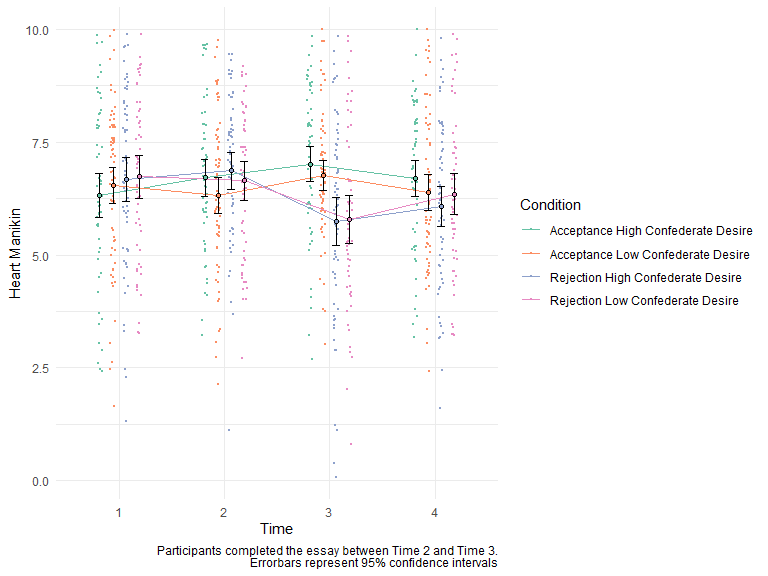 10.0
7.5
5.0
2.5
0.0
Heart Manikin
1 2 3 4
Time
Condition
Acceptance High Confederate Desire
Acceptance Low Confederate Desire
Rejection High Confederate Desire
Rejection Low Confederate Desire
Participants completed the essay between Time 2 and Time 3.
Errorbars represent 95% confidence intervals